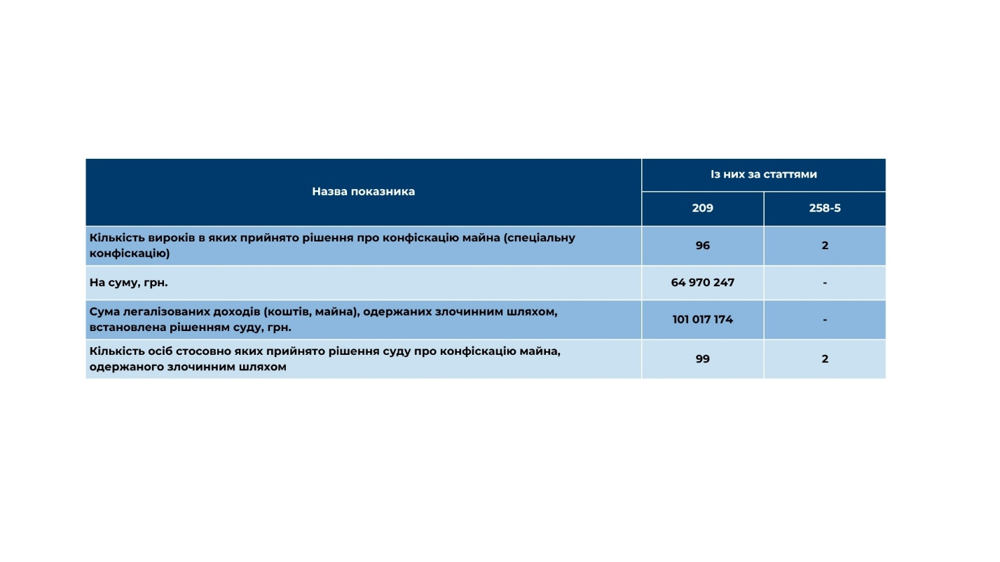 Назва показника
Із них за статтями
209
258-5
Кількість вироків в яких прийнято рішення про конфіскацію майна (спеціальну
конфіскацію)
96
2
На суму, грн.
64 970 247
-
Сума легалізованих доходів (коштів, майна), одержаних злочинним шляхом,
встановлена рішенням суду, грн.
101 017 174
-
Кількість осіб стосовно яких прийнято рішення суду про конфіскацію майна,
одержаного злочинним шляхом
99
2